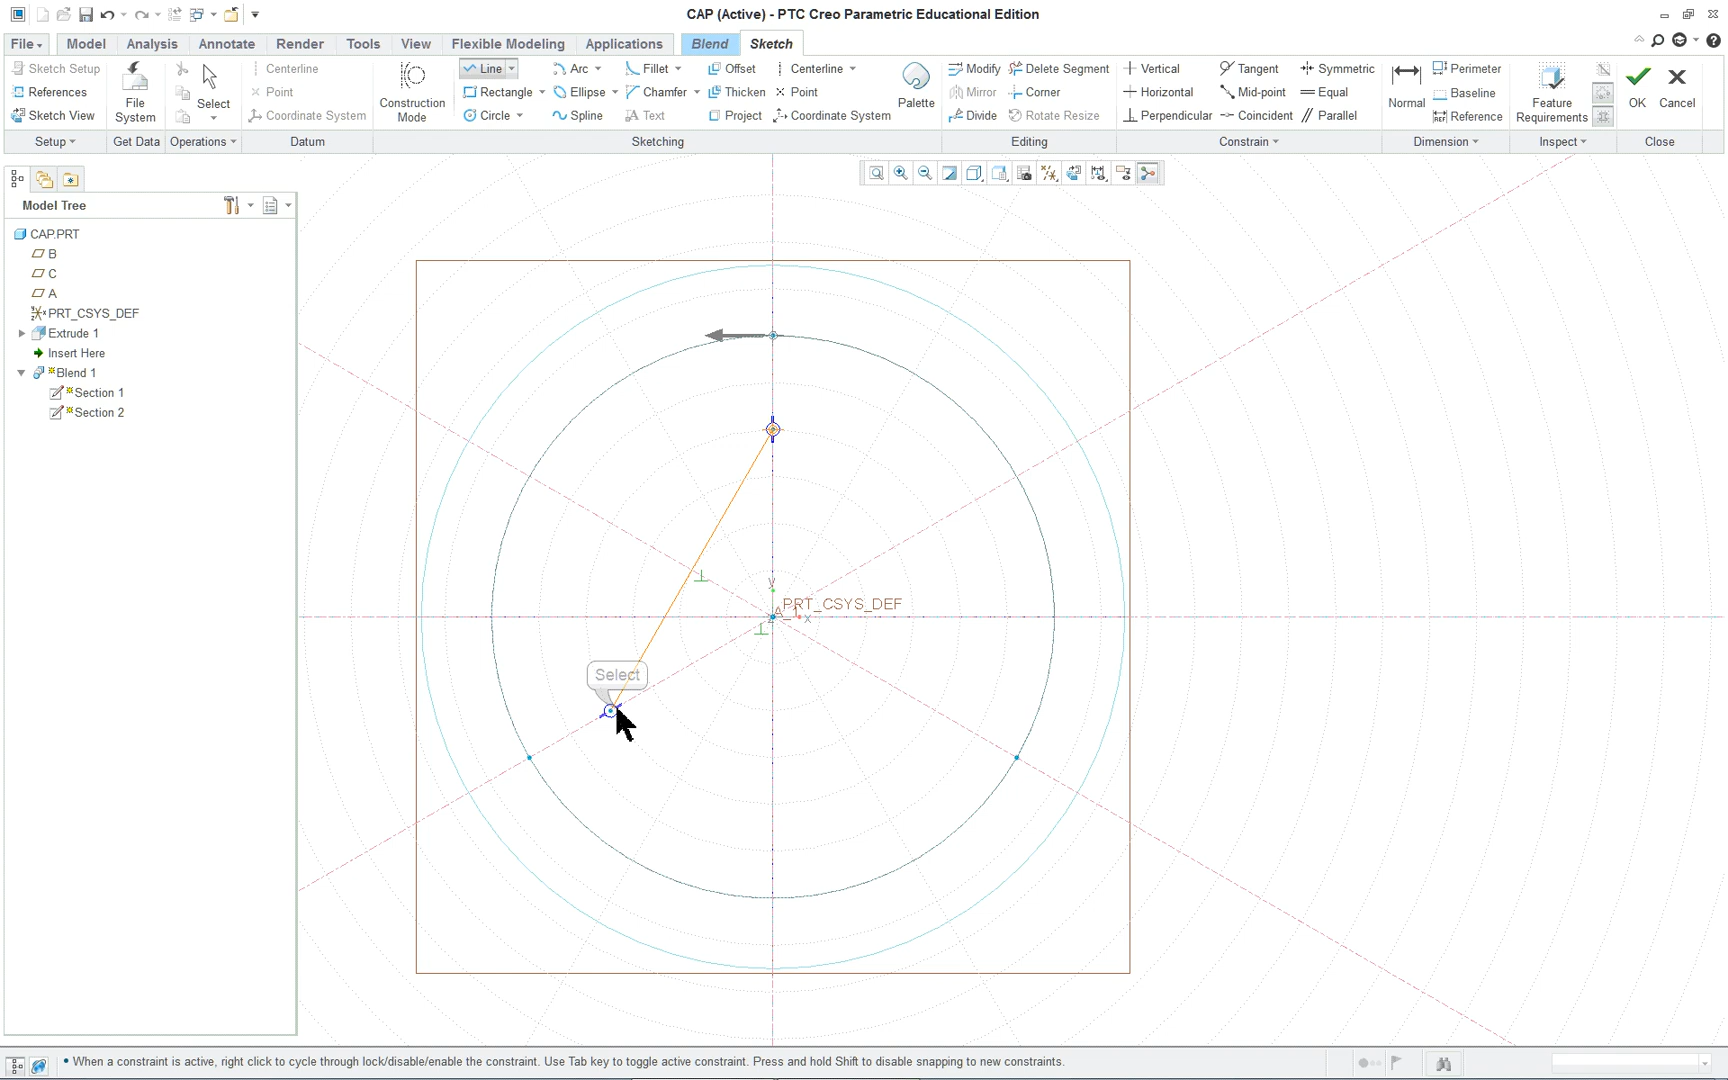 CAP (Active) - PTC Creo Parametric Educational Edition
File Model Analysis Annotate Render Tools View Flexible Modeling Applications Blend Sketch
Sketch Setup
References
Sketch View
File System
Select
Centerline
Point
Coordinate System
Construction Mode
Line Arc Fillet Offset Centerline
Rectangle Ellipse Chamfer Thicken Point
Circle Spline Text Project Coordinate System
Palette
Modify Delete Segment
Mirror Corner
Divide Rotate Resize
Vertical Tangent Symmetric
Horizontal Mid-point Equal
Perpendicular Coincident Parallel
Normal
Perimeter
Baseline
Reference
Feature Requirements
OK
Cancel
Setup Get Data Operations Datum Sketching Editing Constrain Dimension Inspect Close
Model Tree
CAP.PRT
B
C
A
PRT_CSYS_DEF
Extrude 1
Insert Here
Blend 1
Section 1
Section 2
Y
PRT_CSYS_DEF
A_1
X
Select
When a constraint is active, right click to cycle through lock/disable/enable the constraint. Use Tab key to toggle active constraint. Press and hold Shift to disable snapping to new constraints.